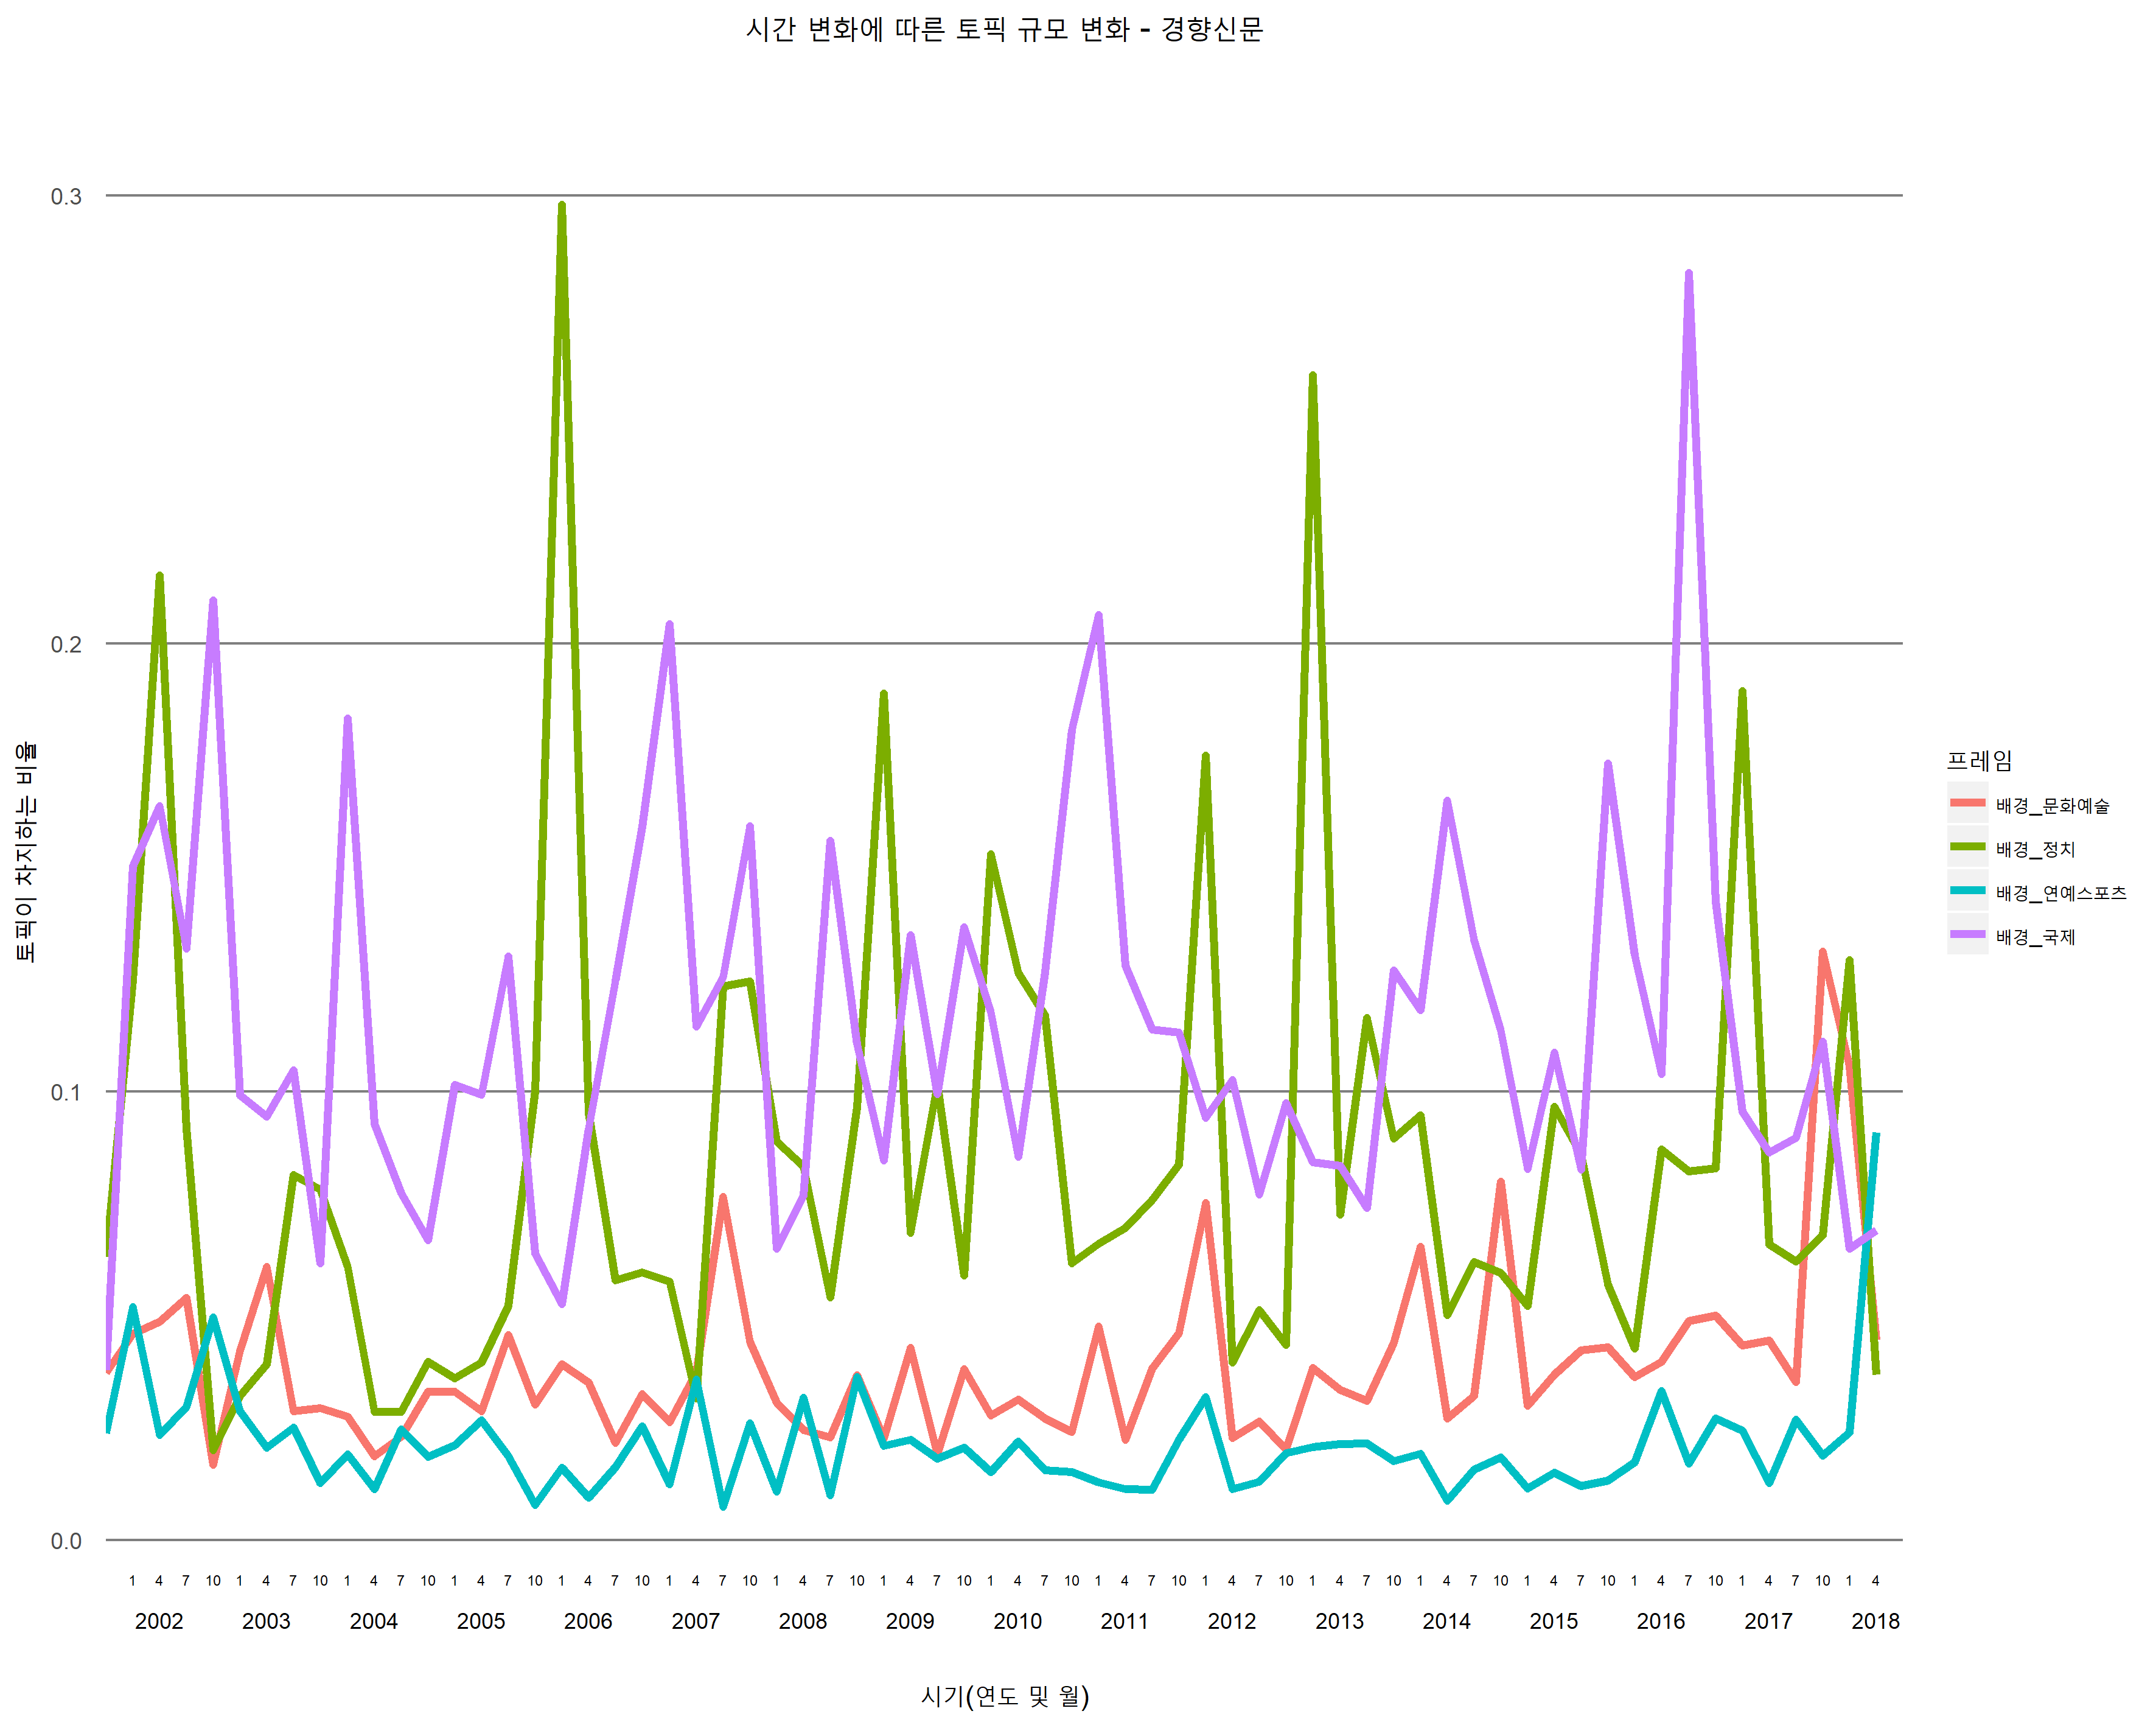 시간 변화에 따른 토픽 규모 변화 - 경향신문
토픽이 차지하는 비율
0.3
0.2
0.1
0.0
프레임
배경_문화예술
배경_정치
배경_연예스포츠
배경_국제
1 4 7 10 1 4 7 10 1 4 7 10 1 4 7 10 1 4 7 10 1 4 7 10 1 4 7 10 1 4 7 10 1 4 7 10 1 4 7 10 1 4 7 10 1 4 7 10 1 4 7 10 1 4 7 10 1 4 7 10 1 4 7 10 1 4
2002 2003 2004 2005 2006 2007 2008 2009 2010 2011 2012 2013 2014 2015 2016 2017 2018
시기(연도 및 월)